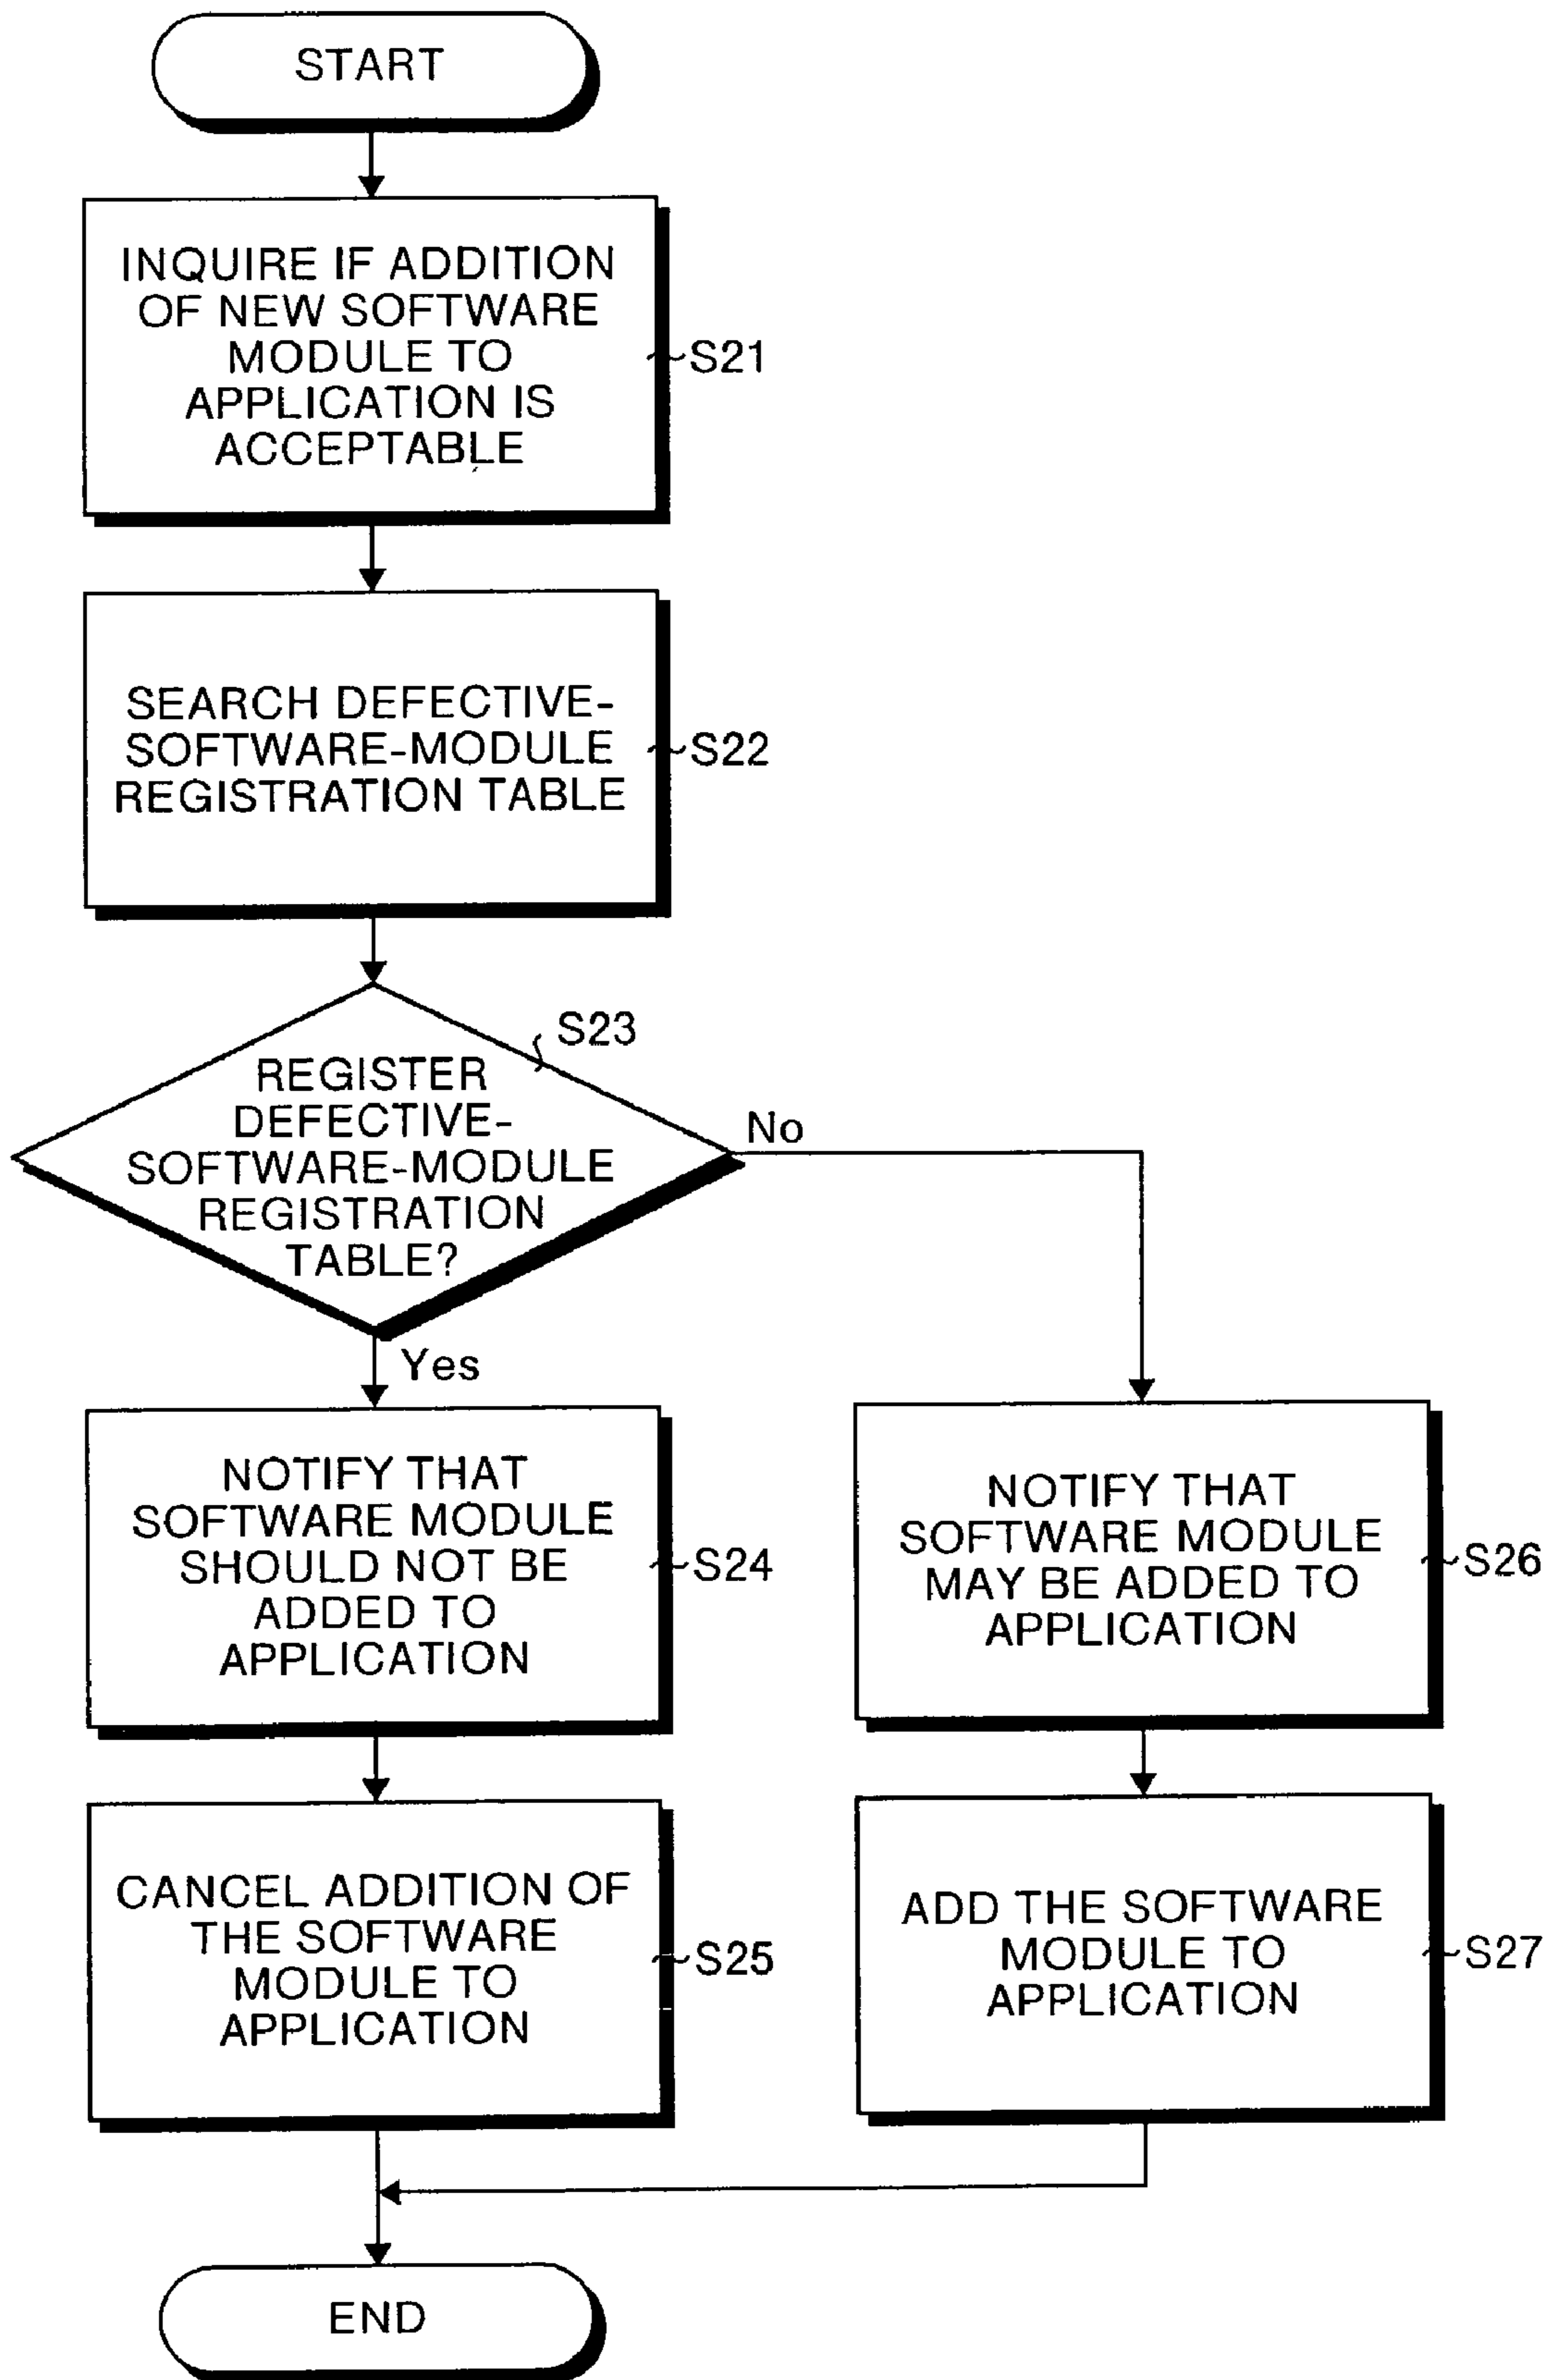 START
INQUIRE IF ADDITION
OF NEW SOFTWARE
MODULE TO
APPLICATION IS
ACCEPTABLE
S21
SEARCH DEFECTIVE-
SOFTWARE-MODULE
REGISTRATION TABLE
S22
S23
REGISTER
DEFECTIVE-
SOFTWARE-MODULE
REGISTRATION
TABLE?
No
Yes
NOTIFY THAT
SOFTWARE MODULE
SHOULD NOT BE
ADDED TO
APPLICATION
S24
NOTIFY THAT
SOFTWARE MODULE
MAY BE ADDED TO
APPLICATION
S26
CANCEL ADDITION OF
THE SOFTWARE
MODULE TO
APPLICATION
S25
ADD THE SOFTWARE
MODULE TO
APPLICATION
S27
END